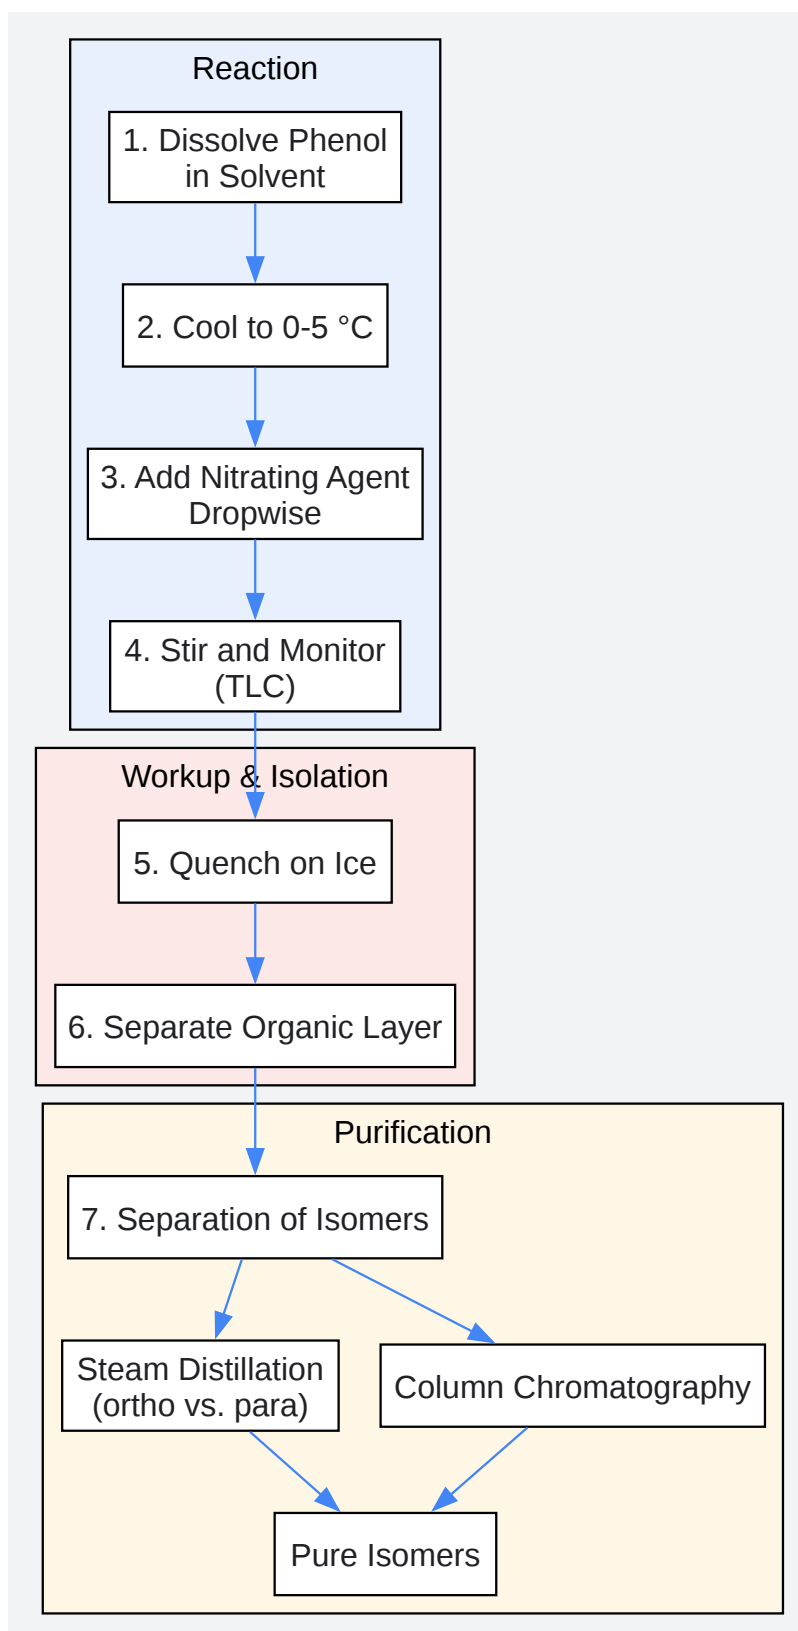 Reaction
1. Dissolve Phenol
in Solvent
2. Cool to 0-5 °C
3. Add Nitrating Agent
Dropwise
4. Stir and Monitor
(TLC)
Workup & Isolation
5. Quench on Ice
6. Separate Organic Layer
Purification
7. Separation of Isomers
Steam Distillation
(ortho vs. para)
Column Chromatography
Pure Isomers